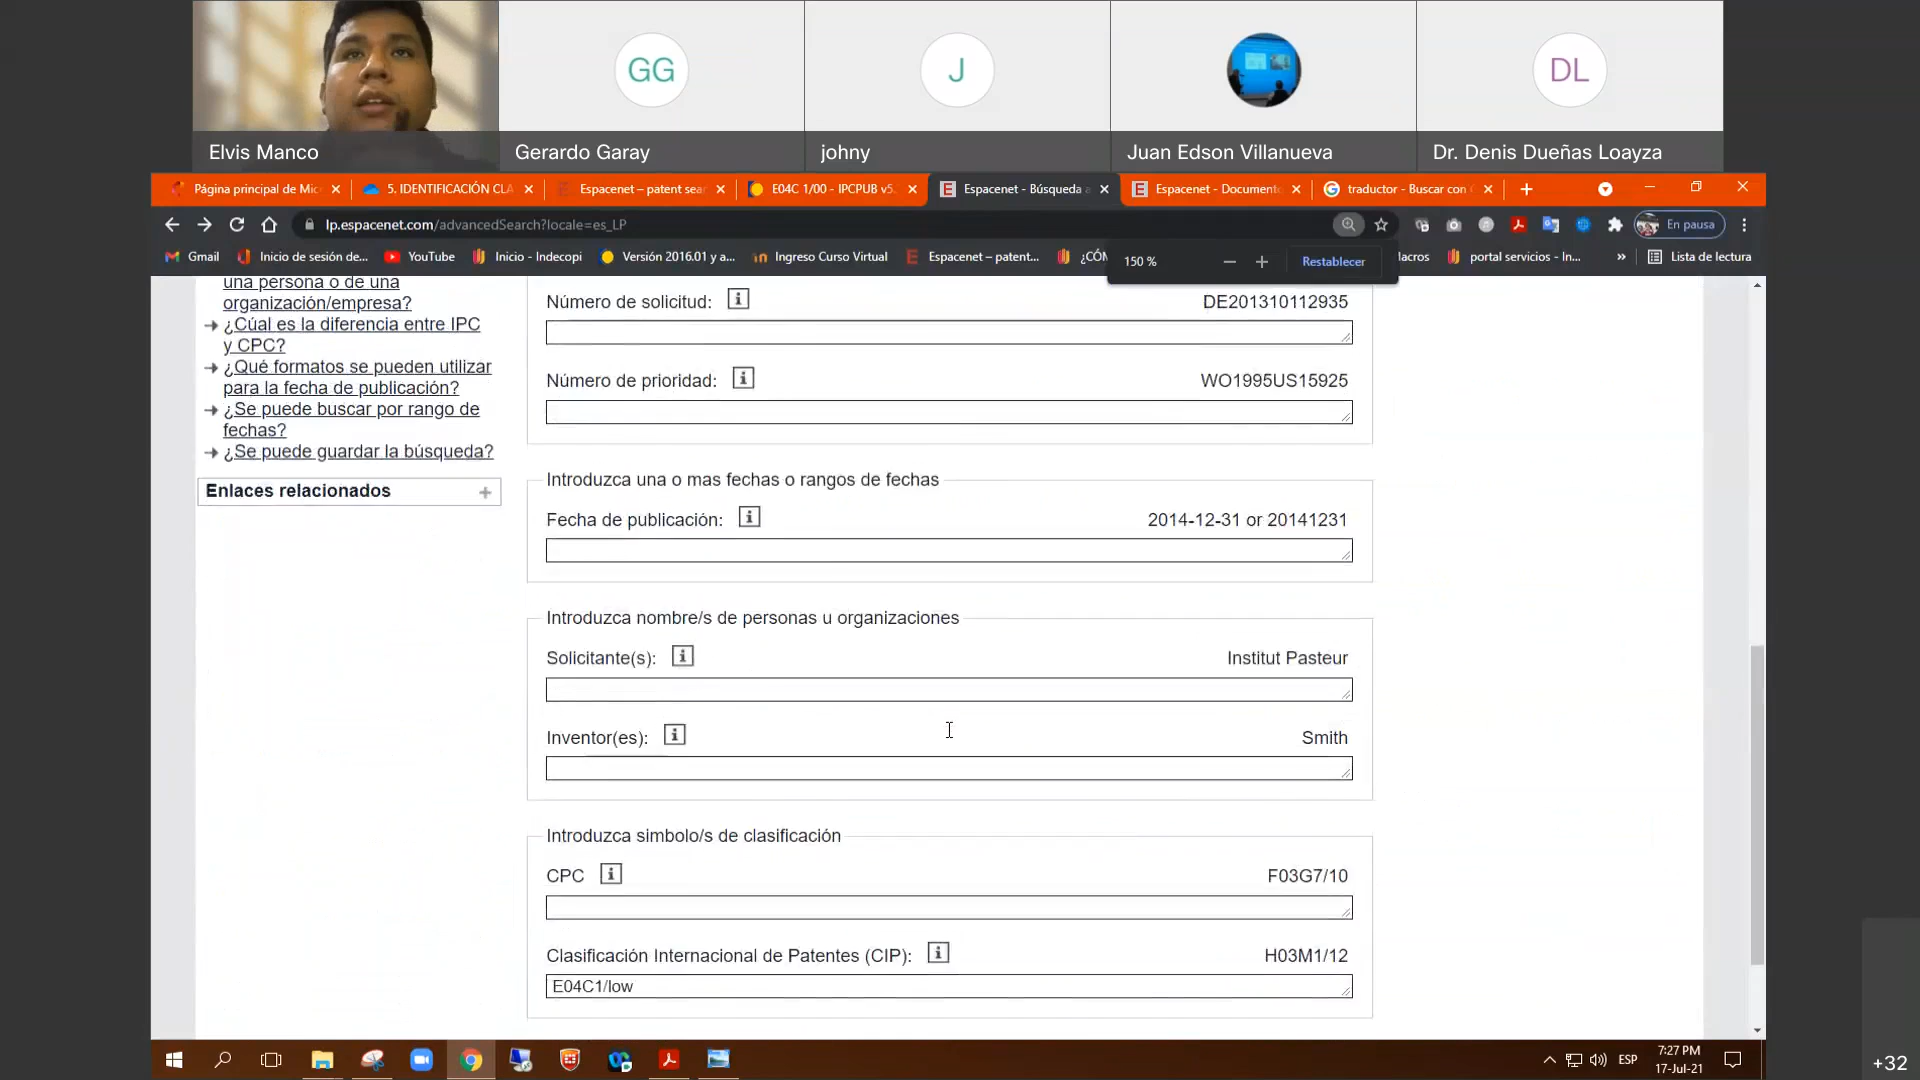 GG
J
DL
Elvis Manco
Gerardo Garay
johny
Juan Edson Villanueva
Dr. Denis Dueñas Loayza
Página principal de Mic
5. IDENTIFICACIÓN CLA
Espacenet – patent sear
E04C 1/00 - IPCPUB v5.
Espacenet - Búsqueda a
Espacenet - Documento
traductor - Buscar con
lp.espacenet.com/advancedSearch?locale=es_LP
En pausa
Gmail
Inicio de sesión de...
YouTube
Inicio - Indecopi
Versión 2016.01 y a...
Ingreso Curso Virtual
Espacenet – patent...
¿CÓM
150 %
Restablecer
lacros
portal servicios - In...
»
Lista de lectura
una persona o de una
organización/empresa?
¿Cúal es la diferencia entre IPC
y CPC?
¿Qué formatos se pueden utilizar
para la fecha de publicación?
¿Se puede buscar por rango de
fechas?
¿Se puede guardar la búsqueda?
Enlaces relacionados
Número de solicitud:
DE201310112935
Número de prioridad:
WO1995US15925
Introduzca una o mas fechas o rangos de fechas
Fecha de publicación:
2014-12-31 or 20141231
Introduzca nombre/s de personas u organizaciones
Solicitante(s):
Institut Pasteur
Inventor(es):
Smith
Introduzca simbolo/s de clasificación
CPC
F03G7/10
Clasificación Internacional de Patentes (CIP):
H03M1/12
E04C1/low
ESP
7:27 PM
17-Jul-21
+32